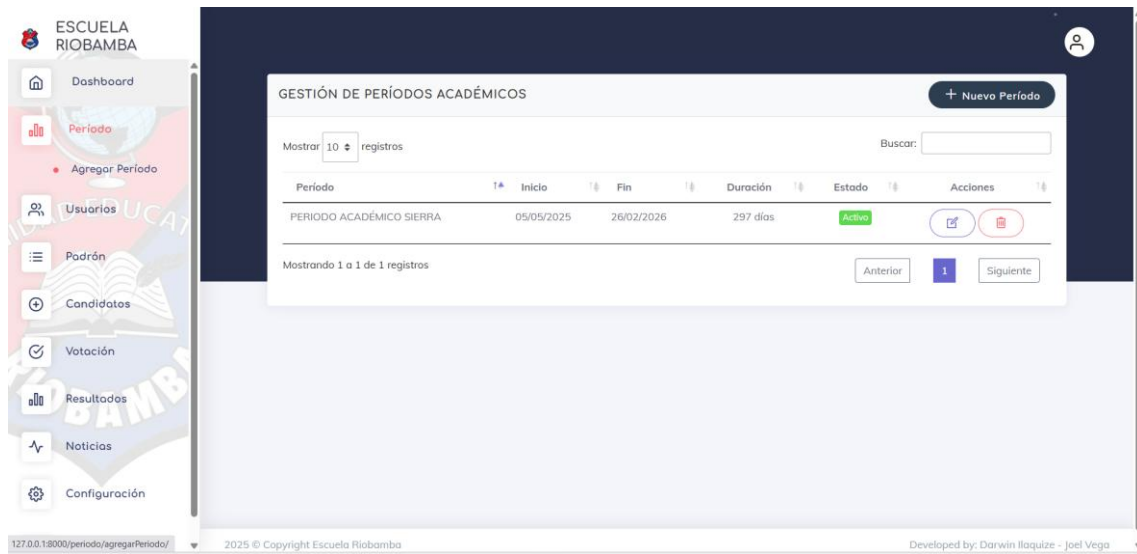 ESCUELA
RIOBAMBA
Dashboard
Período
Agregar Período
Usuarios
Padrón
Candidatos
Votación
Resultados
Noticias
Configuración
127.0.0.1:8000/periodo/agregarPeriodo/
GESTIÓN DE PERÍODOS ACADÉMICOS
+ Nuevo Período
Mostrar 10 registros
Buscar:
Período Inicio Fin Duración Estado Acciones
PERIODO ACADÉMICO SIERRA 05/05/2025 26/02/2026 297 días Activo
Mostrando 1 a 1 de 1 registros
Anterior 1 Siguiente
2025 © Copyright Escuela Riobamba
Developed by: Darwin Ilaquize - Joel Vega